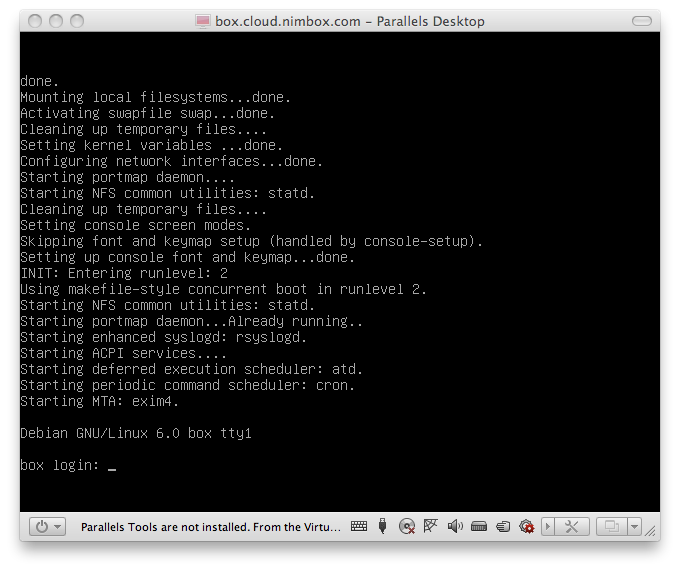 box.cloud.nimbox.com – Parallels Desktop
done.
Mounting local filesystems...done.
Activating swapfile swap...done.
Cleaning up temporary files....
Setting kernel variables ...done.
Configuring network interfaces...done.
Starting portmap daemon....
Starting NFS common utilities: statd.
Cleaning up temporary files....
Setting console screen modes.
Skipping font and keymap setup (handled by console-setup).
Setting up console font and keymap...done.
INIT: Entering runlevel: 2
Using makefile-style concurrent boot in runlevel 2.
Starting NFS common utilities: statd.
Starting portmap daemon...Already running..
Starting enhanced syslogd: rsyslogd.
Starting ACPI services....
Starting deferred execution scheduler: atd.
Starting periodic command scheduler: cron.
Starting MTA: exim4.
Debian GNU/Linux 6.0 box tty1
box login: _
Parallels Tools are not installed. From the Virtu...